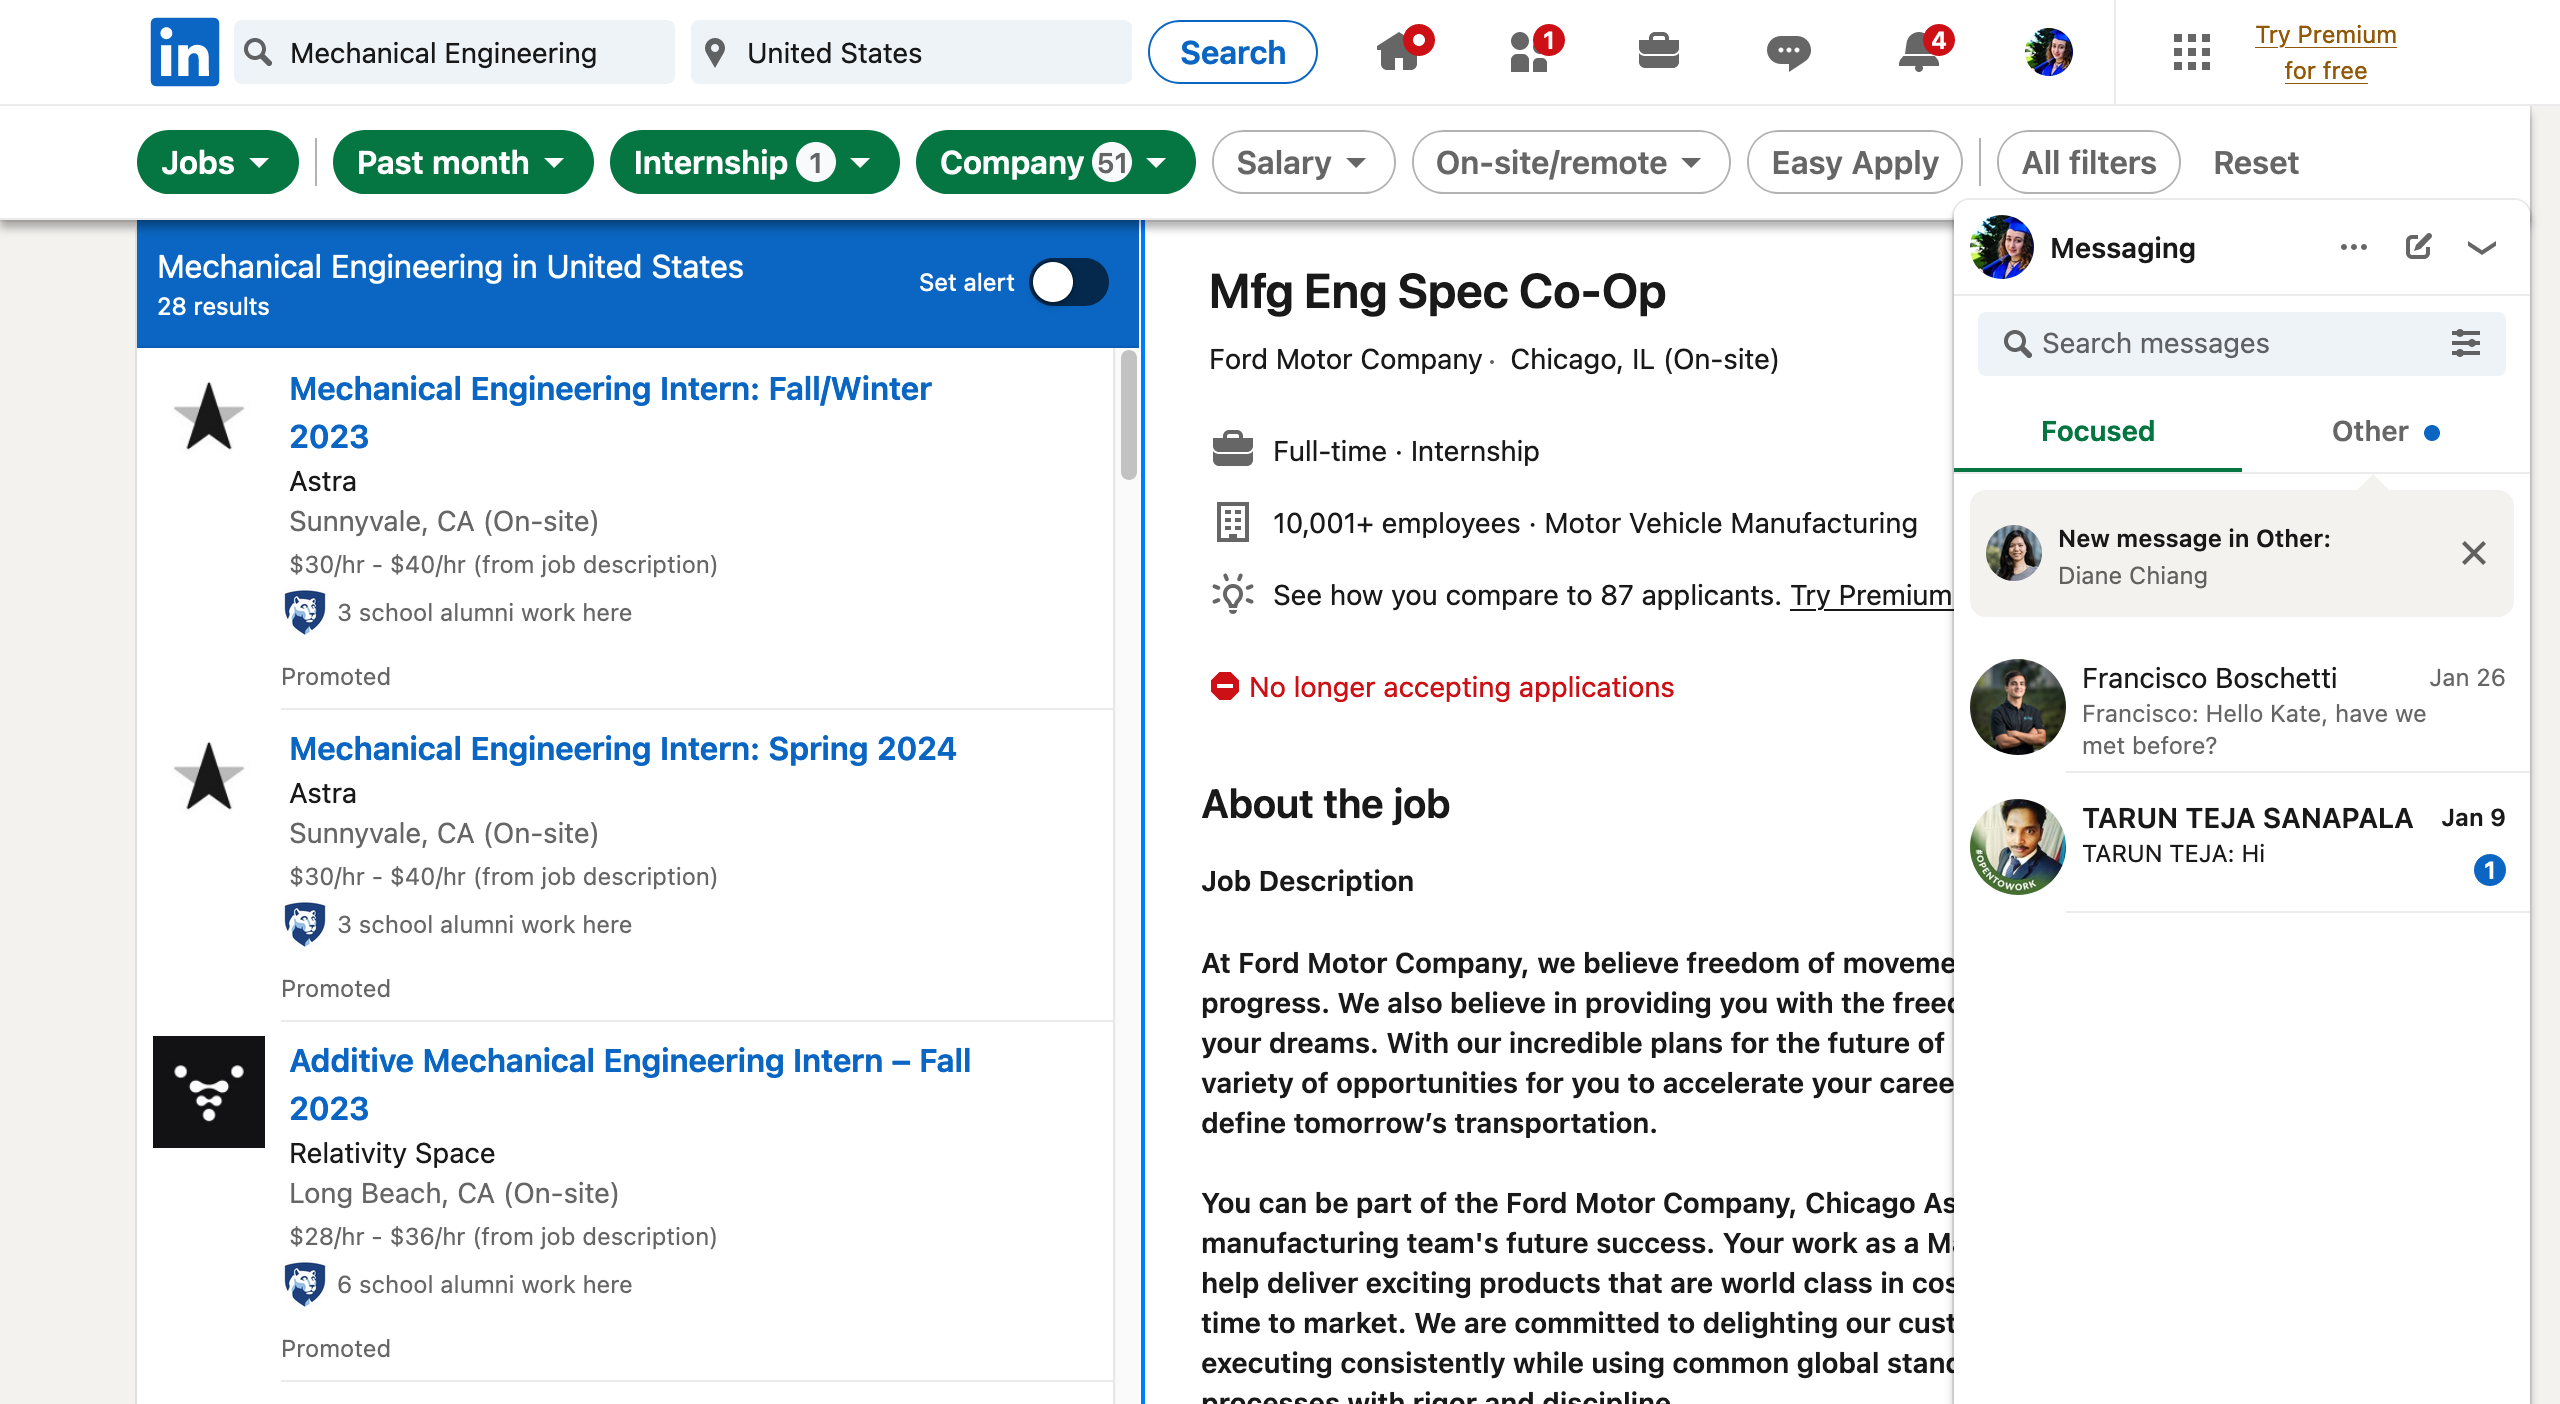 in
Mechanical Engineering
United States
Search
1
4
Try Premium
for free
Jobs
Past month
Internship 1
Company 51
Salary
On-site/remote
Easy Apply
All filters
Reset
Mechanical Engineering in United States
28 results
Set alert
Mechanical Engineering Intern: Fall/Winter
2023
Astra
Sunnyvale, CA (On-site)
$30/hr - $40/hr (from job description)
3 school alumni work here
Promoted
Mechanical Engineering Intern: Spring 2024
Astra
Sunnyvale, CA (On-site)
$30/hr - $40/hr (from job description)
3 school alumni work here
Promoted
Additive Mechanical Engineering Intern – Fall
2023
Relativity Space
Long Beach, CA (On-site)
$28/hr - $36/hr (from job description)
6 school alumni work here
Promoted
Mfg Eng Spec Co-Op
Ford Motor Company · Chicago, IL (On-site)
Full-time · Internship
10,001+ employees · Motor Vehicle Manufacturing
See how you compare to 87 applicants. Try Premium
No longer accepting applications
About the job
Job Description
At Ford Motor Company, we believe freedom of moveme
progress. We also believe in providing you with the freed
your dreams. With our incredible plans for the future of
variety of opportunities for you to accelerate your caree
define tomorrow’s transportation.
You can be part of the Ford Motor Company, Chicago As
manufacturing team's future success. Your work as a Ma
help deliver exciting products that are world class in cos
time to market. We are committed to delighting our cust
executing consistently while using common global stand
processes with rigor and discipline.
Messaging
Search messages
Focused
Other
New message in Other:
Diane Chiang
Francisco Boschetti
Jan 26
Francisco: Hello Kate, have we
met before?
#OPENTOWORK
TARUN TEJA SANAPALA
Jan 9
TARUN TEJA: Hi
1